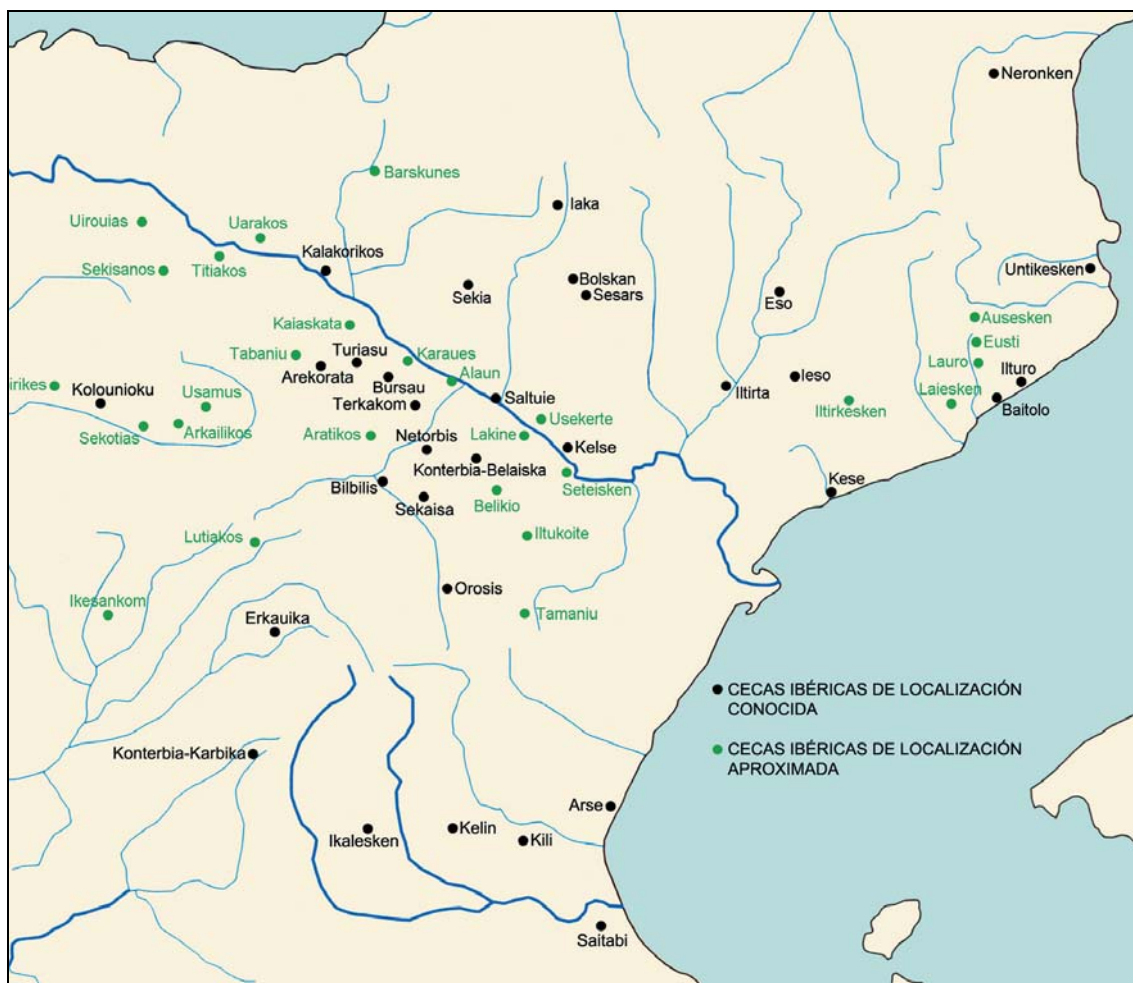 Neronken
Barskunes
Iaka
Uirouias
Uarakos
Kalakorikos
Titiakos
Sekisanos
Untikesken
Bolskan
Sekia
Sesars
Eso
Kaiaskata
Ausesken
Tabaniu
Turiasu
Karaues
Eusti
Arekorata
Alaun
Lauro
Bursau
Ieso
Ilturo
irikes
Kolounioku
Usamus
Terkakom
Saltuie
Iltirta
Iltirkesken
Laiesken
Baitolo
Sekotias
Arkailikos
Aratikos
Netorbis
Lakine
Usekerte
Kelse
Konterbia-Belaiska
Bilbilis
Sekaisa
Belikio
Seteisken
Kese
Lutiakos
Iltukoite
Orosis
Ikesankom
Erkauika
Tamaniu
CECAS IBÉRICAS DE LOCALIZACIÓN
CONOCIDA
Konterbia-Karbika
CECAS IBÉRICAS DE LOCALIZACIÓN
APROXIMADA
Arse
Ikalesken
Kelin
Kili
Saitabi